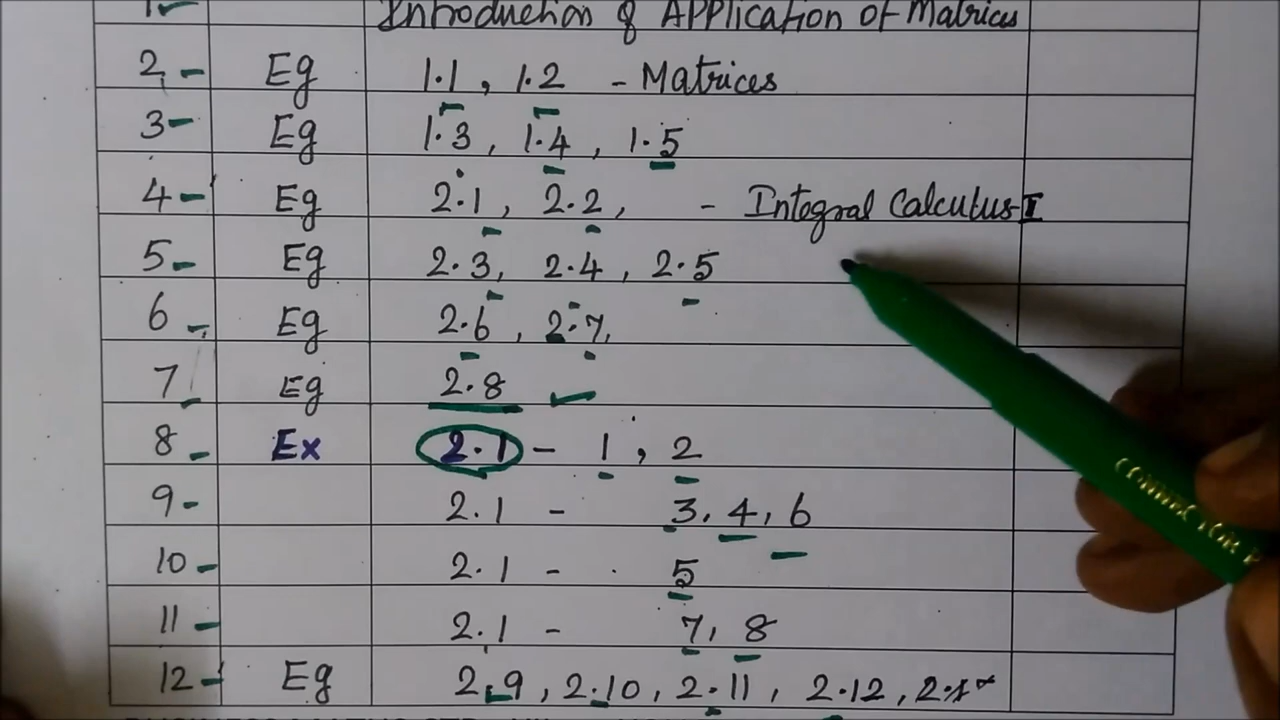 1 Introduction & Application of Matrices
2 Eg 1.1, 1.2 - Matrices
3 Eg 1.3, 1.4, 1.5
4 Eg 2.1, 2.2, - Integral Calculus-I
5 Eg 2.3, 2.4, 2.5
6 Eg 2.6, 2.7,
7 Eg 2.8
8 Ex 2.1 - 1, 2
9 2.1 - 3, 4, 6
10 2.1 - 5
11 2.1 - 7, 8
12 Eg 2.9, 2.10, 2.11, 2.12,
CONNECTOR